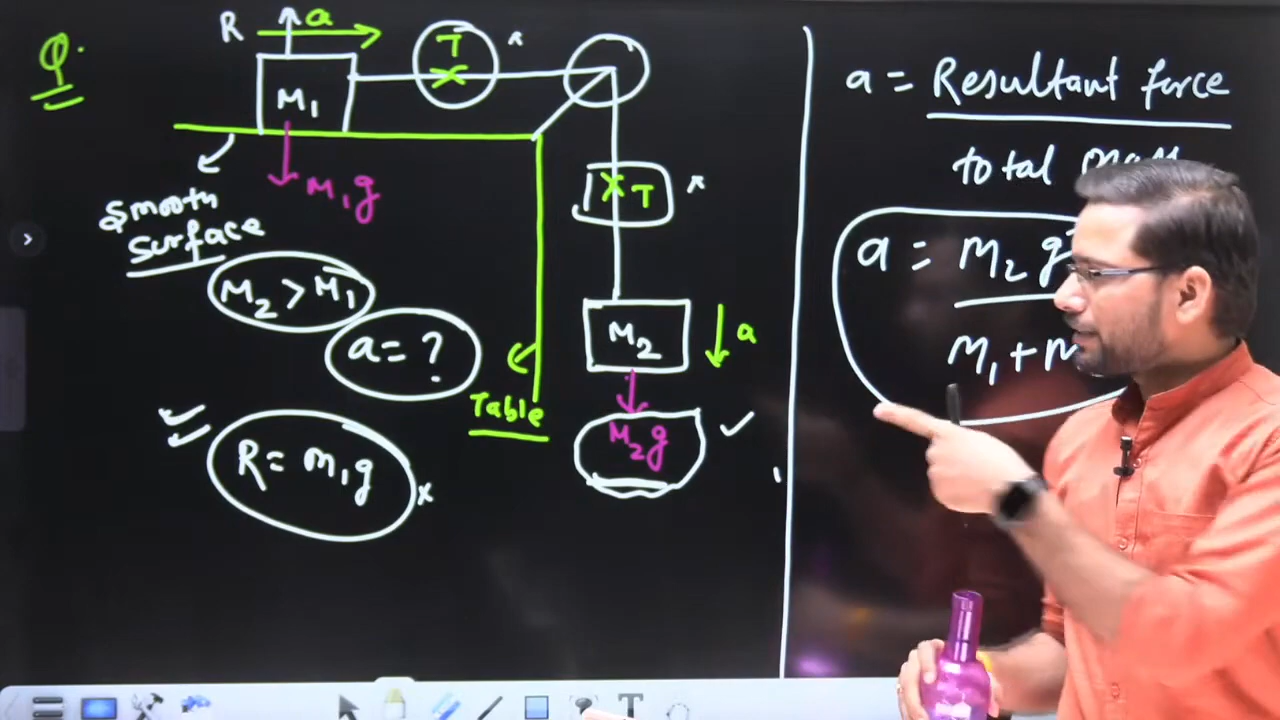 Q.
R
a
T
M₁
M₁g
Smooth
Surface
M₂ > M₁
a = ?
T
M₂
a
Table
M₂g
R = m₁g
a = Resultant force
total
a = m₂g
m₁ + m
T